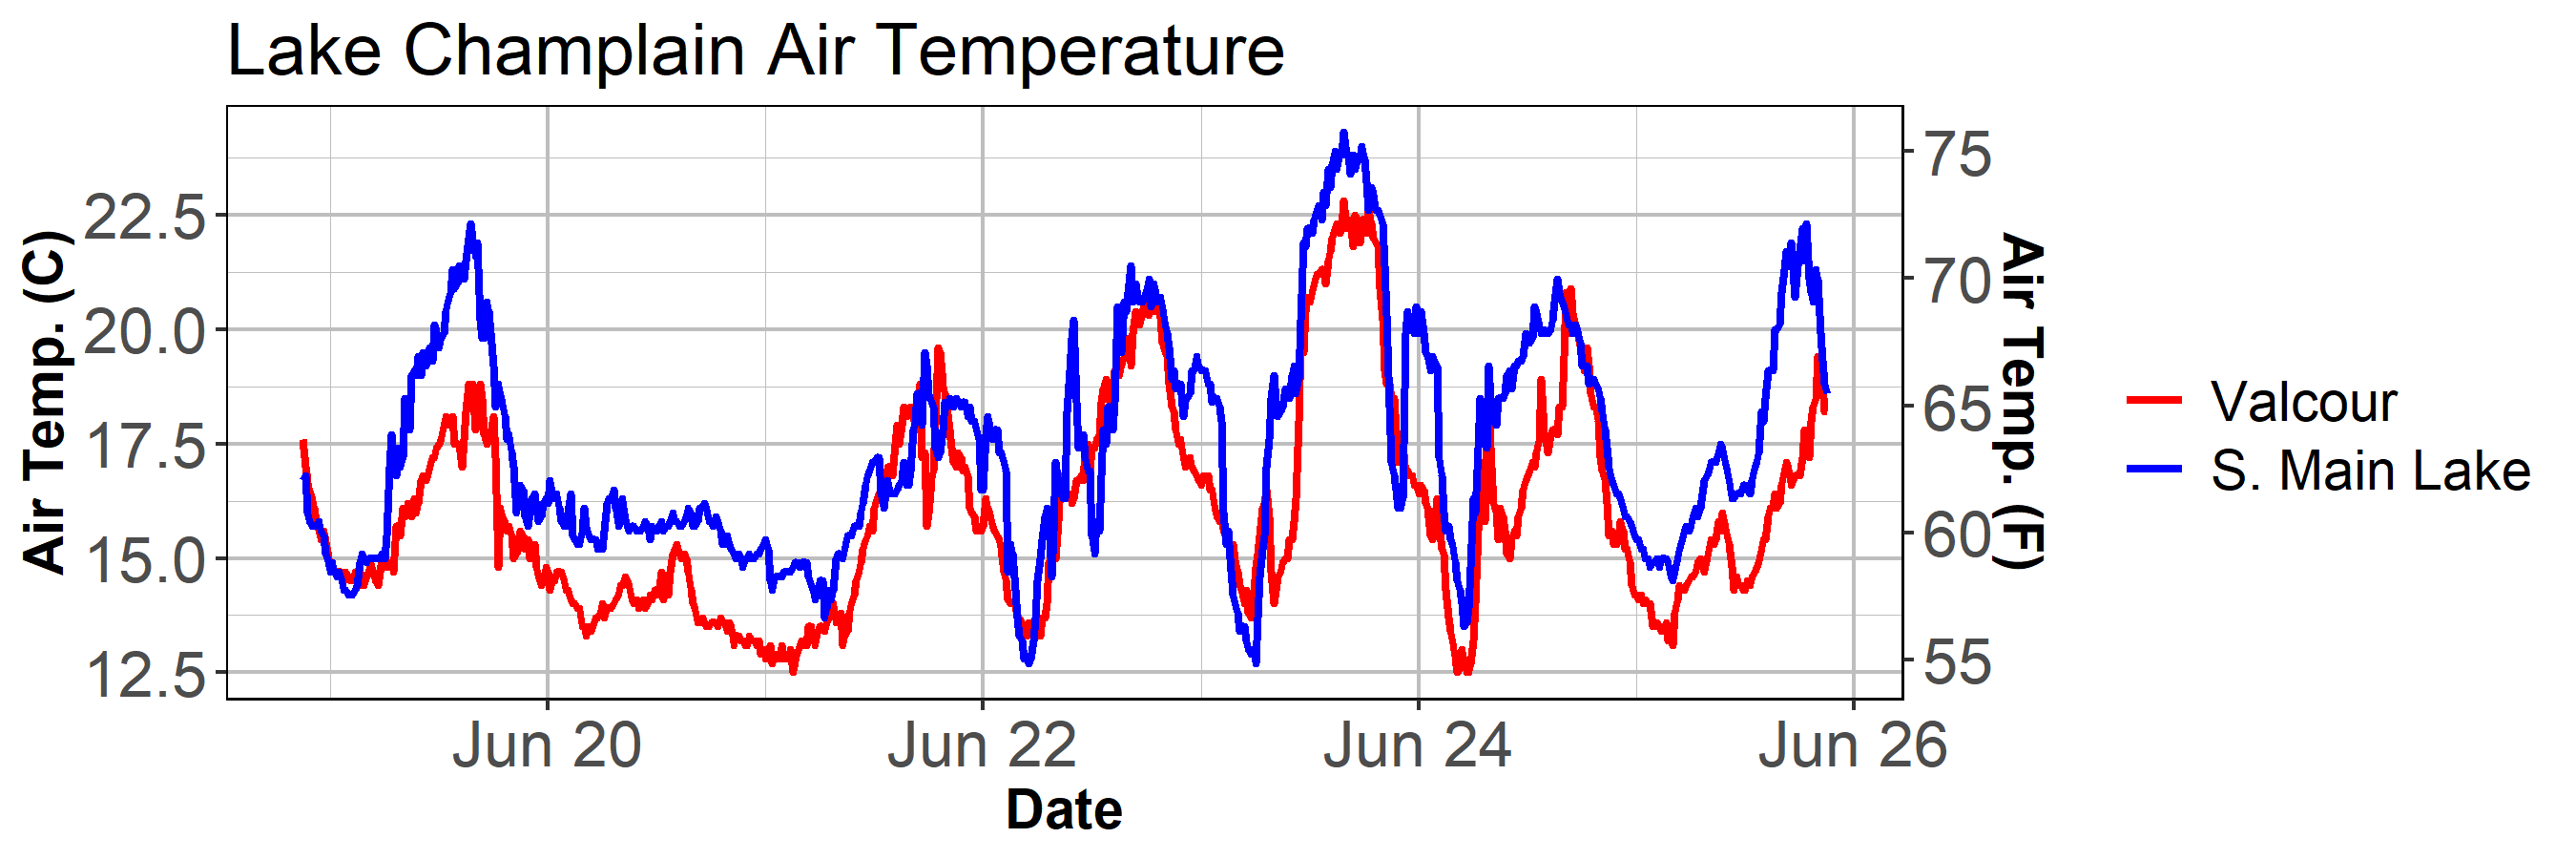 Lake Champlain Air Temperature
Air Temp. (C)
22.5
20.0
17.5
15.0
12.5
75
70
65
60
55
Air Temp. (F)
Jun 20
Jun 22
Jun 24
Jun 26
Date
Valcour
S. Main Lake